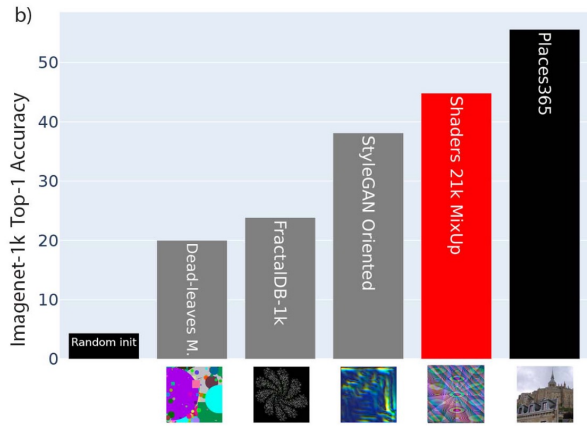 b)
Imagenet-1k Top-1 Accuracy
50
40
30
20
10
0
Random init
Dead-leaves M.
FractalDB-1k
StyleGAN Oriented
Shaders 21k MixUp
Places365